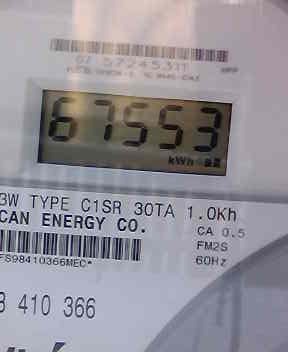 67553
kWh
3W TYPE C1SR 30TA 1.0Kh
CAN ENERGY CO.
CA 0.5
FM2S
FS98410366MEC*
60Hz
410 366